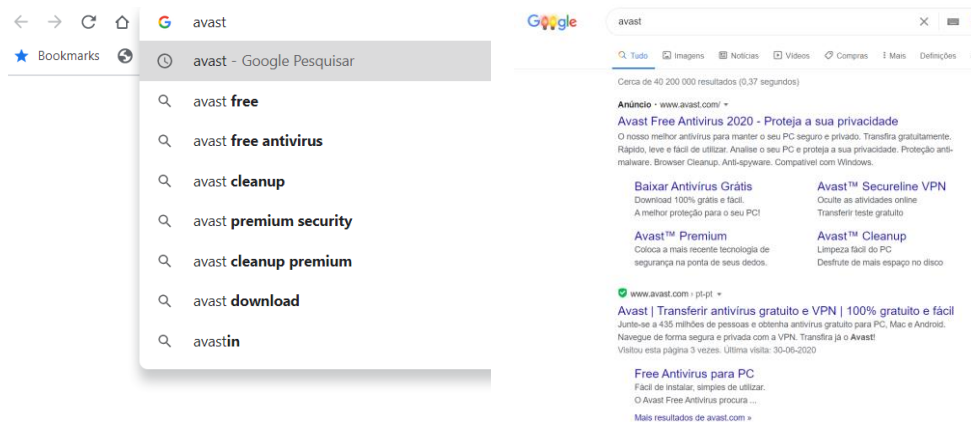 avast
Bookmarks
avast - Google Pesquisar
avast free
avast free antivirus
avast cleanup
avast premium security
avast cleanup premium
avast download
avastin
Google
avast
Tudo Imagens Notícias Vídeos Compras Mais Definições
Cerca de 40 200 000 resultados (0,37 segundos)
Anúncio · www.avast.com/
Avast Free Antivirus 2020 - Proteja a sua privacidade
O nosso melhor antivírus para manter o seu PC seguro e privado. Transfira gratuitamente.
Rápido, leve e fácil de utilizar. Analise o seu PC e proteja a sua privacidade. Proteção anti-
malware. Browser Cleanup. Anti-spyware. Compatível com Windows.
Baixar Antivírus Grátis
Download 100% grátis e fácil.
A melhor proteção para o seu PC!
Avast™ Secureline VPN
Oculte as atividades online
Transferir teste gratuito
Avast™ Premium
Coloca a mais recente tecnologia de
segurança na ponta de seus dedos.
Avast™ Cleanup
Limpeza fácil do PC
Desfrute de mais espaço no disco
www.avast.com › pt-pt
Avast | Transferir antivírus gratuito e VPN | 100% gratuito e fácil
Junte-se a 435 milhões de pessoas e obtenha antivírus gratuito para PC, Mac e Android.
Navegue de forma segura e privada com a VPN. Transfira já o Avast!
Visitou esta página 3 vezes. Última visita: 30-06-2020
Free Antivirus para PC
Fácil de instalar, simples de utilizar.
O Avast Free Antivirus procura ...
Mais resultados de avast.com »